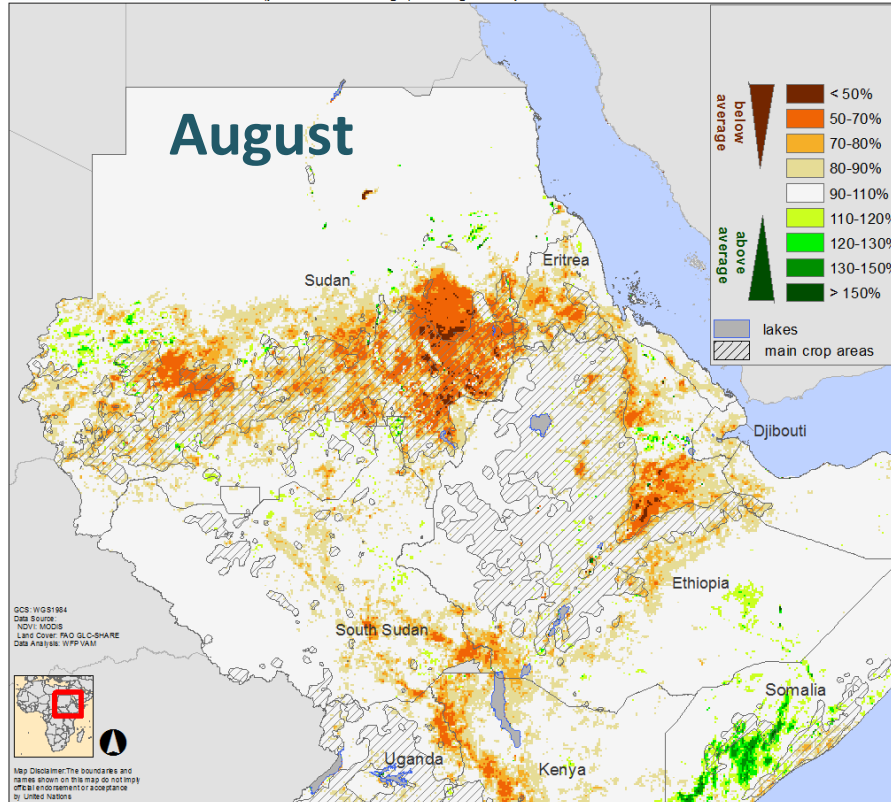 August
below
average
above
average
< 50%
50-70%
70-80%
80-90%
90-110%
110-120%
120-130%
130-150%
> 150%
lakes
main crop areas
Eritrea
Sudan
Djibouti
Ethiopia
South Sudan
Somalia
Uganda
Kenya
GCS: WGS1984
Data Source:
NDVI: MODIS
Land Cover: FAO GLC-SHARE
Data Analysis: WFP VAM
Map Disclaimer:The boundaries and
names shown on this map do not imply
official endorsement or acceptance
by United Nations